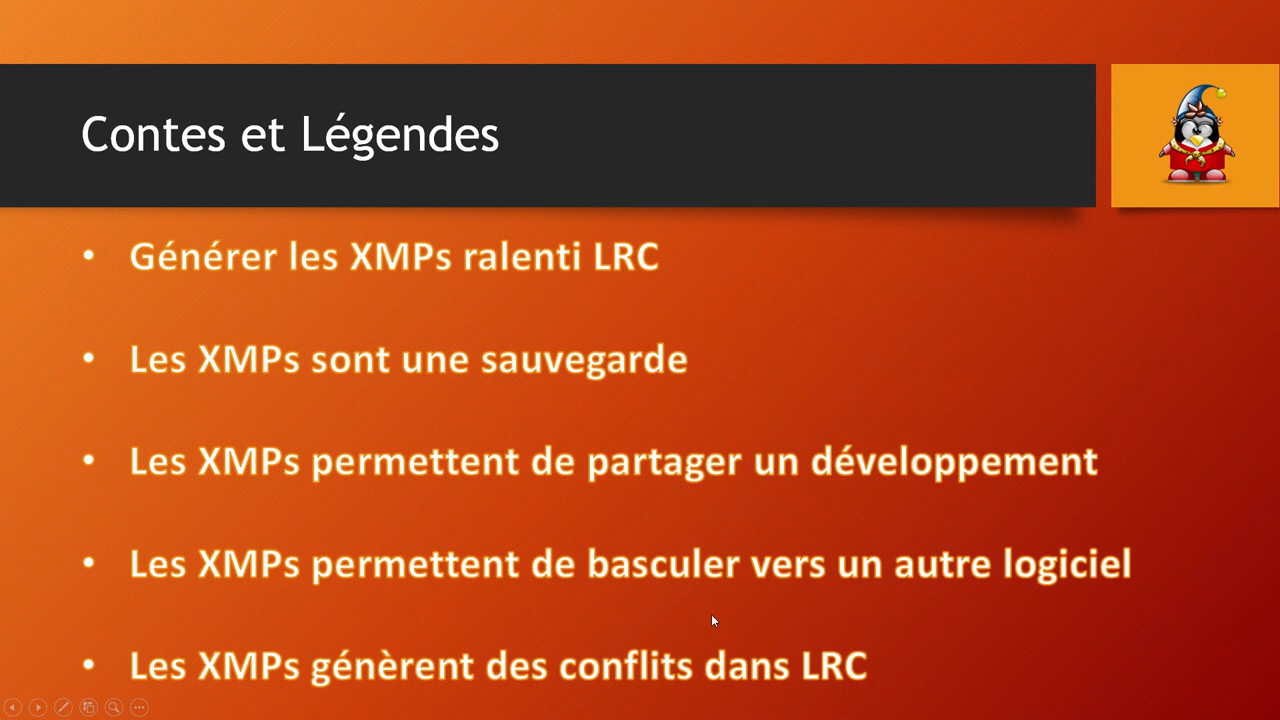 Contes et Légendes
• Générer les XMPs ralenti LRC
• Les XMPs sont une sauvegarde
• Les XMPs permettent de partager un développement
• Les XMPs permettent de basculer vers un autre logiciel
• Les XMPs génèrent des conflits dans LRC